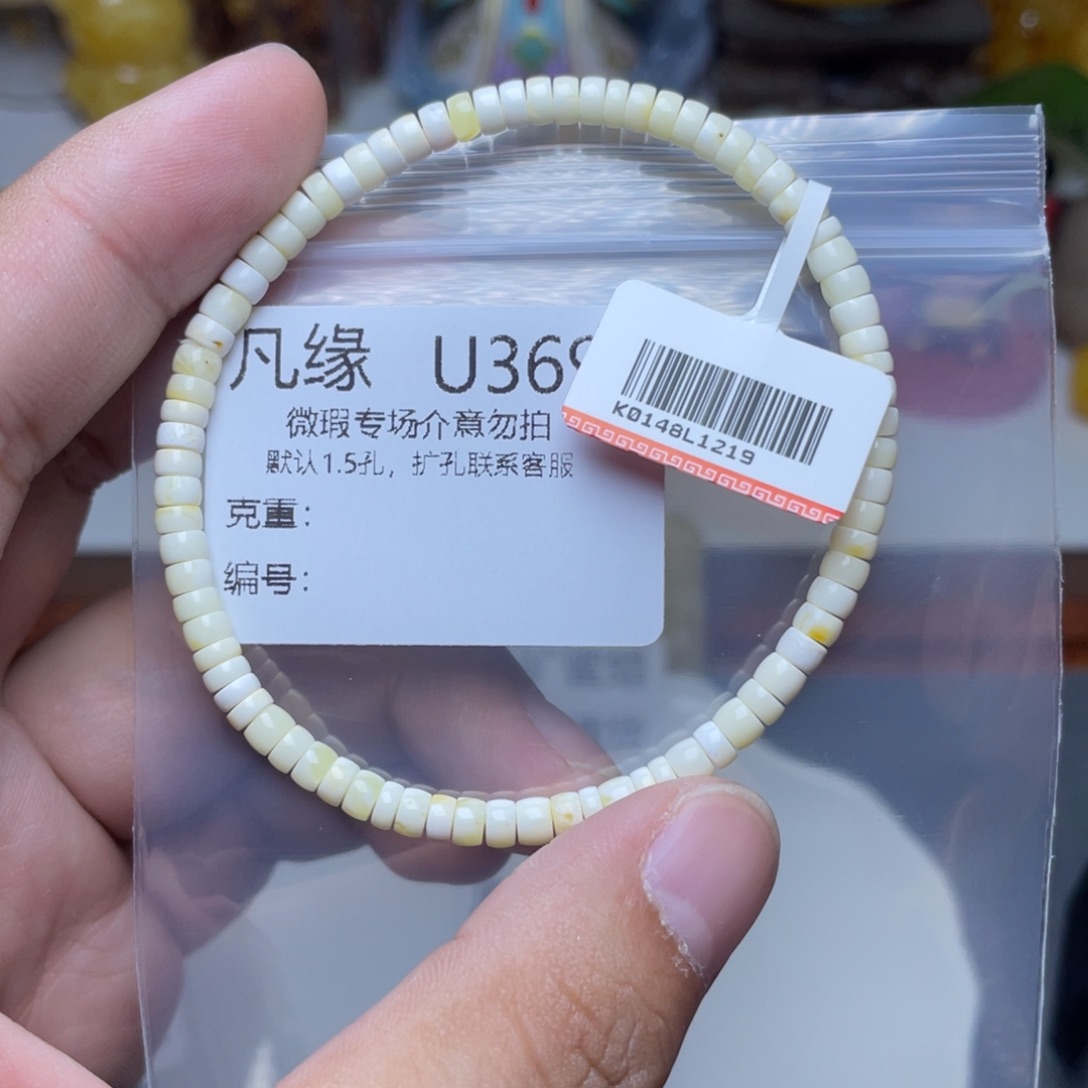 凡缘 U369
微瑕专场介意勿拍
默认1.5孔，扩孔联系客服
克重：
编号：
K0148L1219